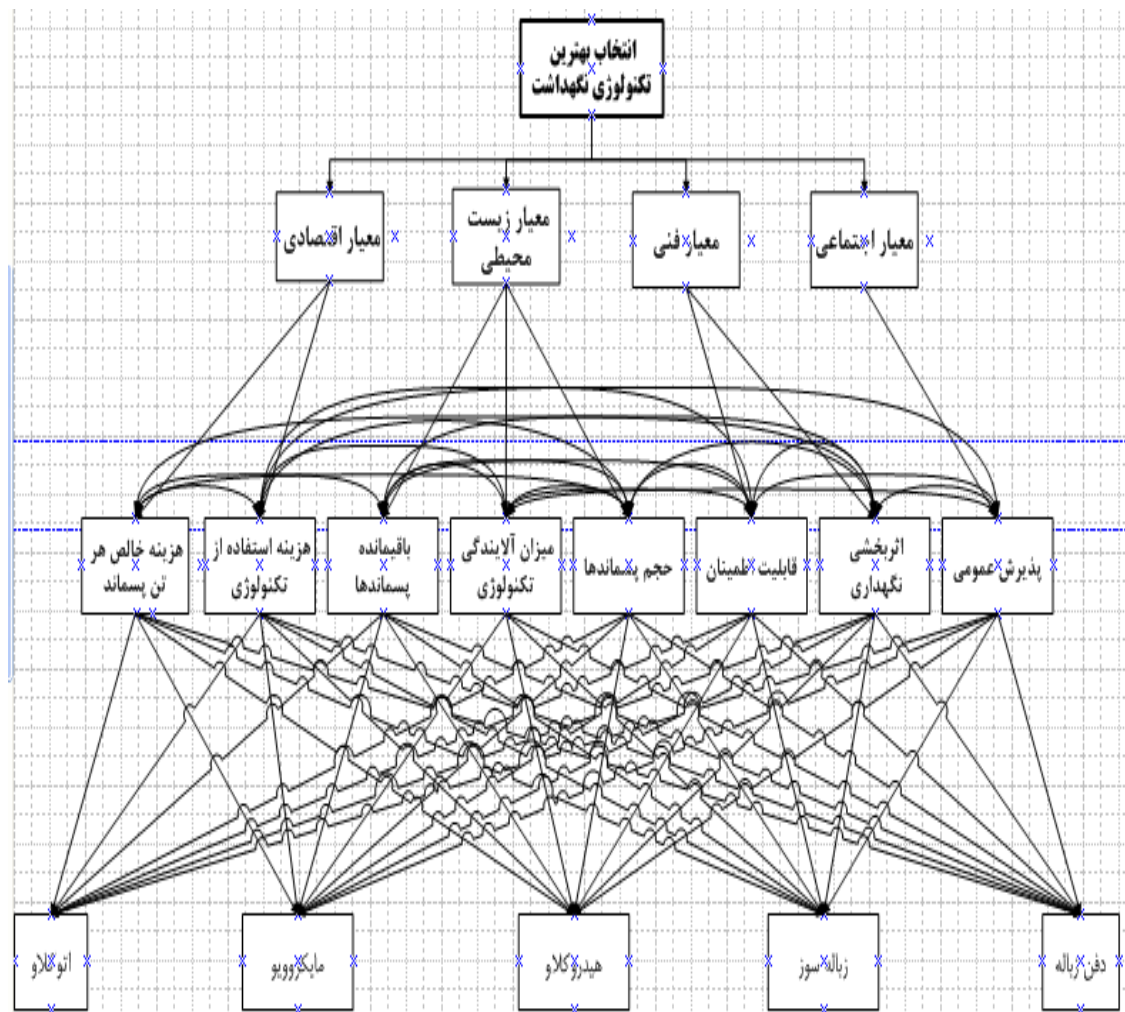 انتخاب بهترین
تکنولوژی نگهداشت
معیار اجتماعی
معیار فنی
معیار زیست
محیطی
معیار اقتصادی
پذیرش عمومی
اثربخشی
نگهداری
قابلیت اطمینان
حجم پسماندها
میزان آلایندگی
تکنولوژی
باقیمانده
پسماندها
هزینه استفاده از
تکنولوژی
هزینه خالص هر
تن پسماند
دفن زباله
زباله سوز
هیدروکلاو
مایکروویو
اتوکلاو